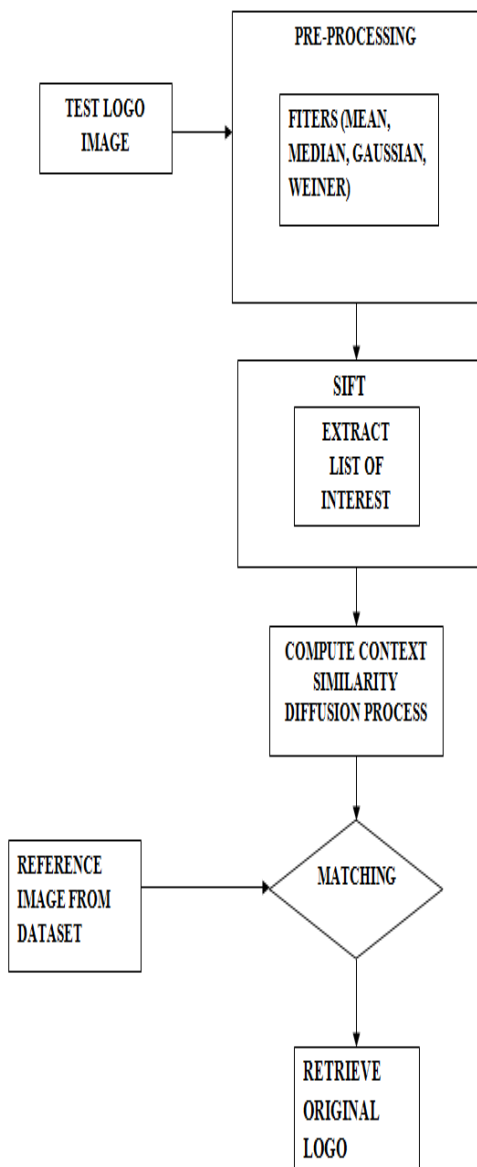 PRE-PROCESSING
TEST LOGO
IMAGE
FITERS (MEAN,
MEDIAN, GAUSSIAN,
WEINER)
SIFT
EXTRACT
LIST OF
INTEREST
COMPUTE CONTEXT
SIMILARITY
DIFFUSION PROCESS
REFERENCE
IMAGE FROM
DATASET
MATCHING
RETRIEVE
ORIGINAL
LOGO